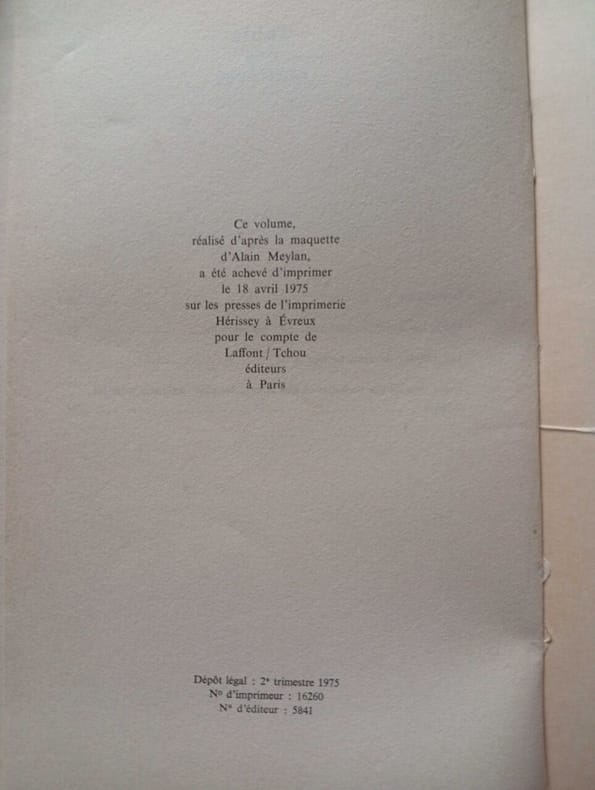 Ce volume,
réalisé d'après la maquette
d'Alain Meylan,
a été achevé d'imprimer
le 18 avril 1975
sur les presses de l'imprimerie
Hérissey à Évreux
pour le compte de
Laffont / Tchou
éditeurs
à Paris
Dépôt légal : 2e trimestre 1975
No d'imprimeur : 16260
No d'éditeur : 5841